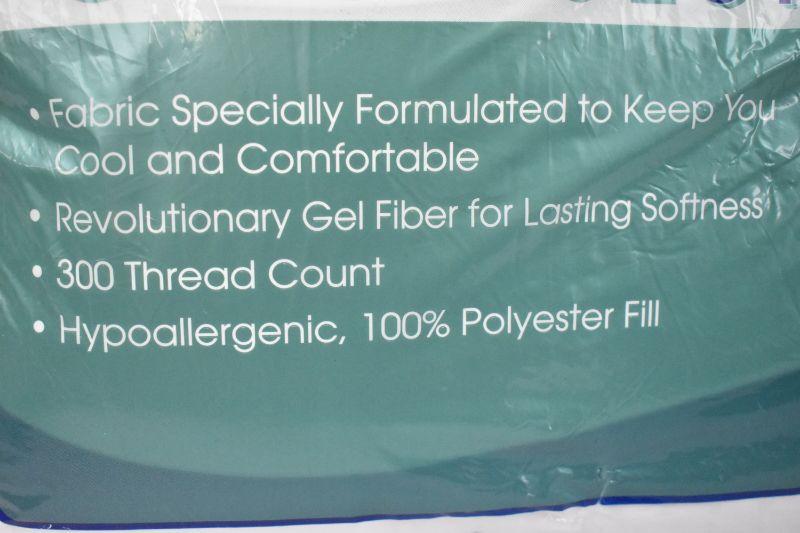 • Fabric Specially Formulated to Keep You
Cool and Comfortable
• Revolutionary Gel Fiber for Lasting Softness
• 300 Thread Count
• Hypoallergenic, 100% Polyester Fill